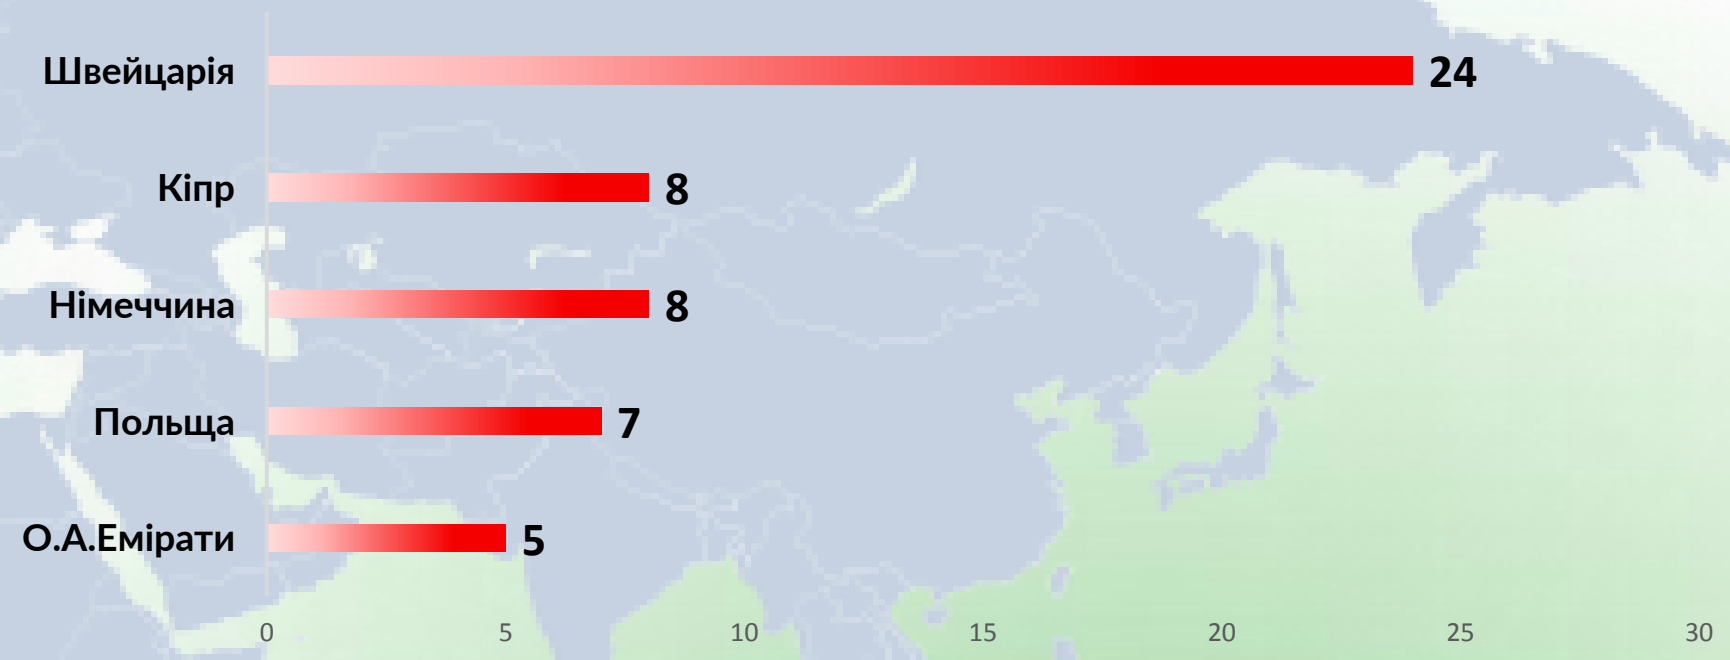 Швейцарія 24
Кіпр 8
Німеччина 8
Польща 7
О.А.Емірати 5
0 5 10 15 20 25 30